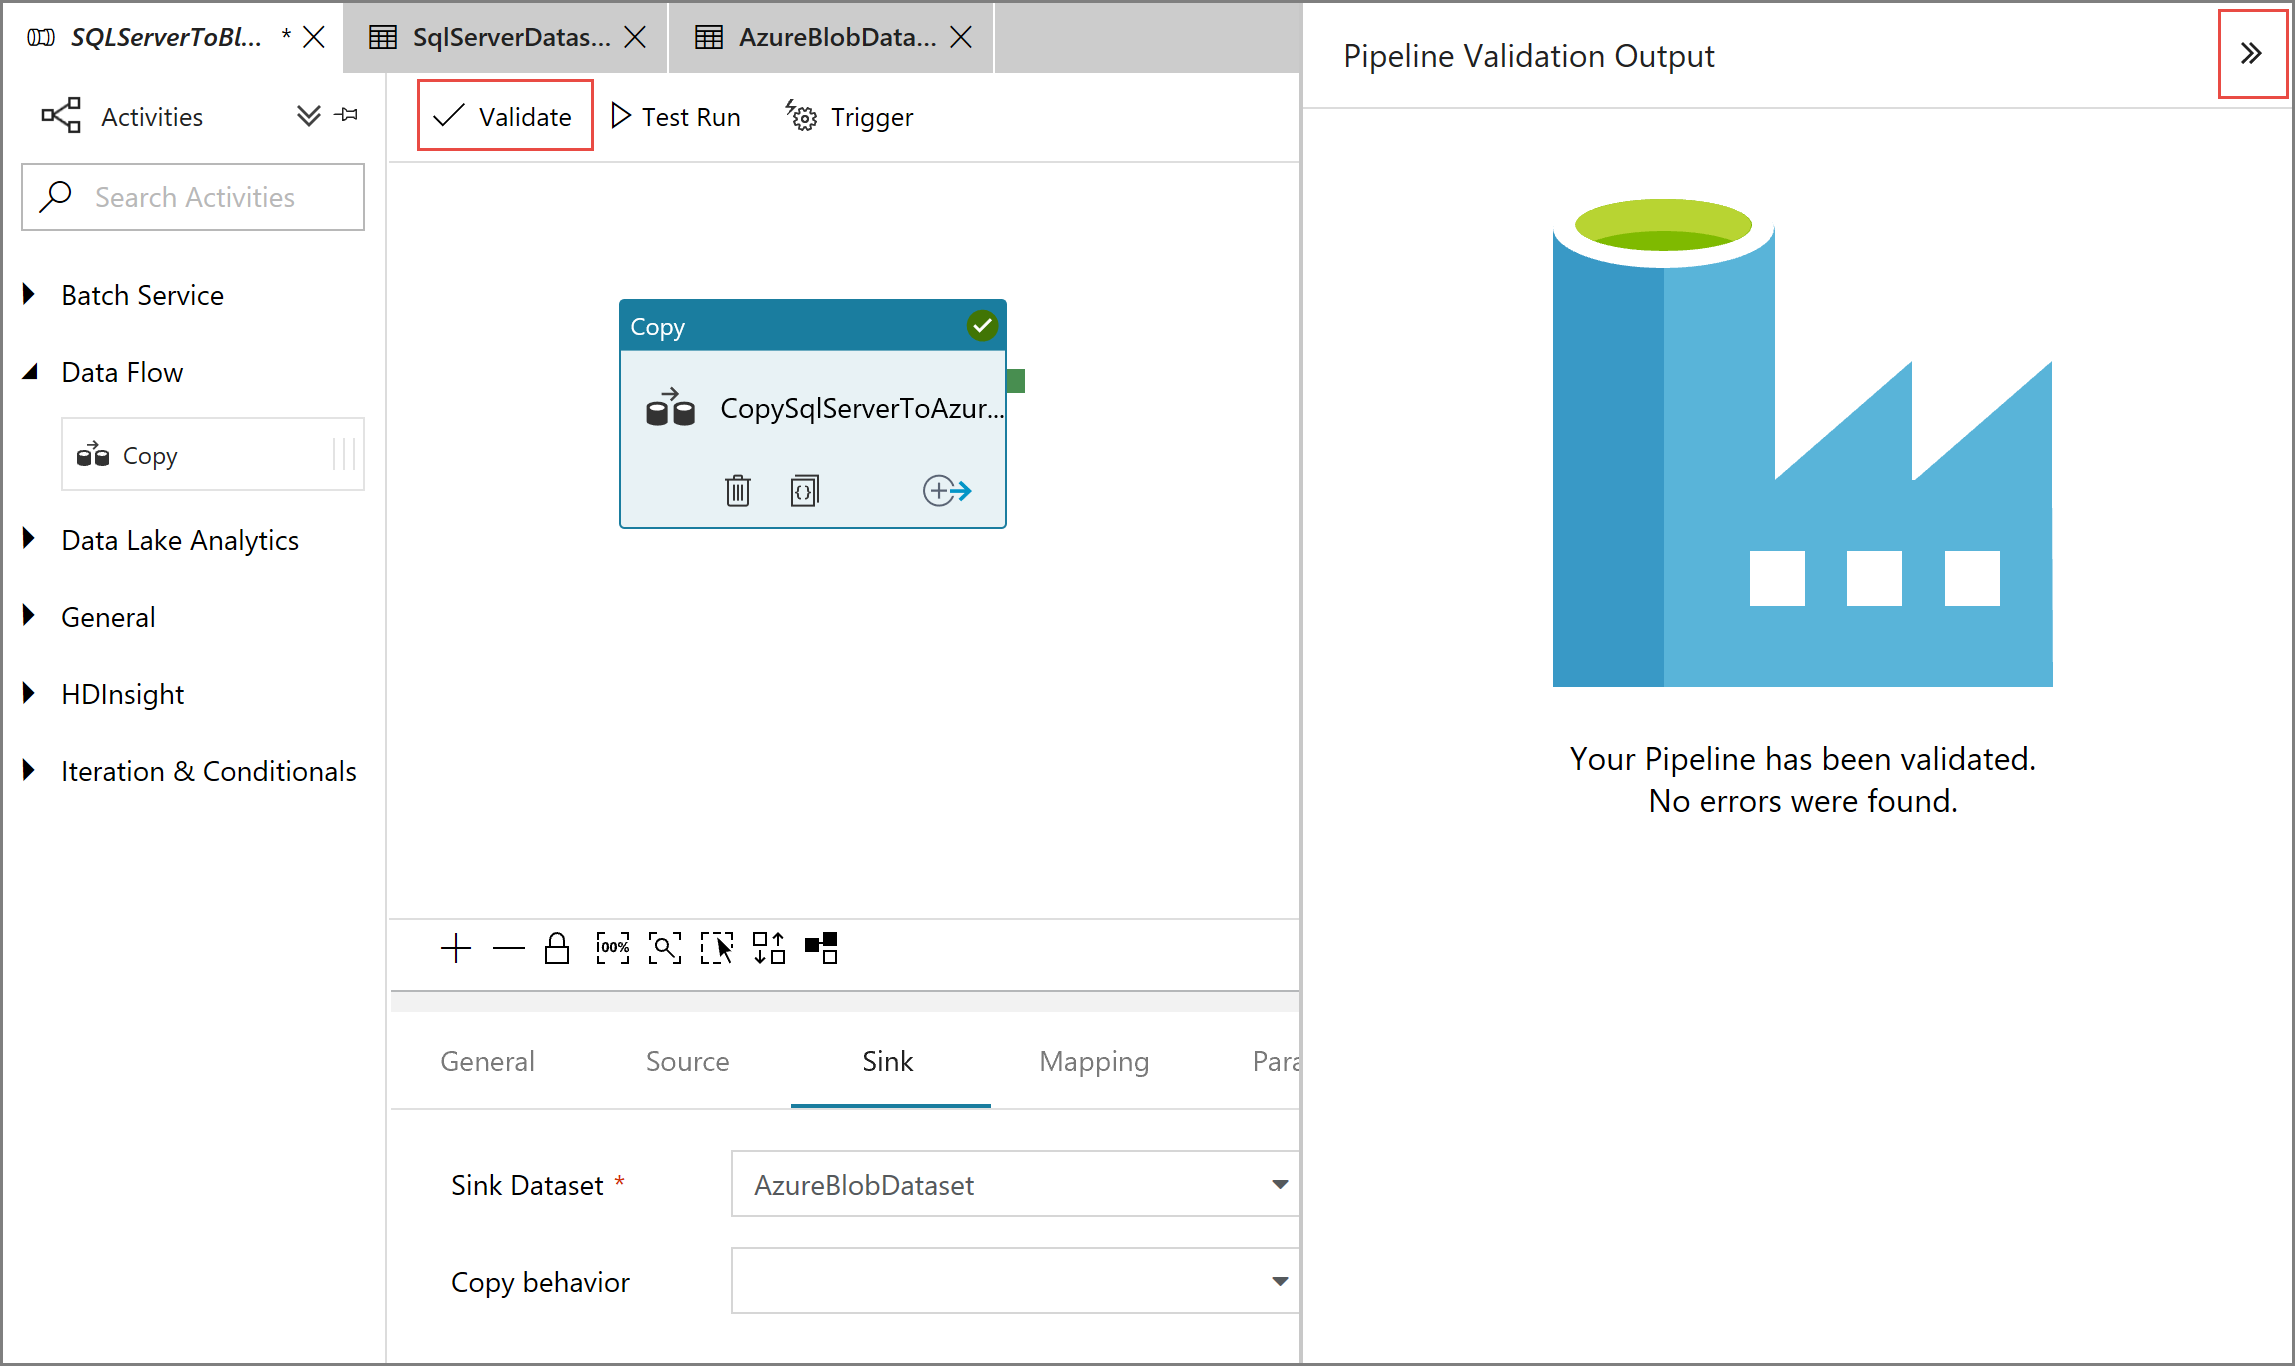 SQLServerToBl... *
SqlServerDatas...
AzureBlobData...
Activities
Search Activities
Batch Service
Data Flow
Copy
Data Lake Analytics
General
HDInsight
Iteration & Conditionals
Validate
Test Run
Trigger
Copy
CopySqlServerToAzur...
{}
00%
General
Source
Sink
Mapping
Para
Sink Dataset *
AzureBlobDataset
Copy behavior
Pipeline Validation Output
Your Pipeline has been validated.
No errors were found.